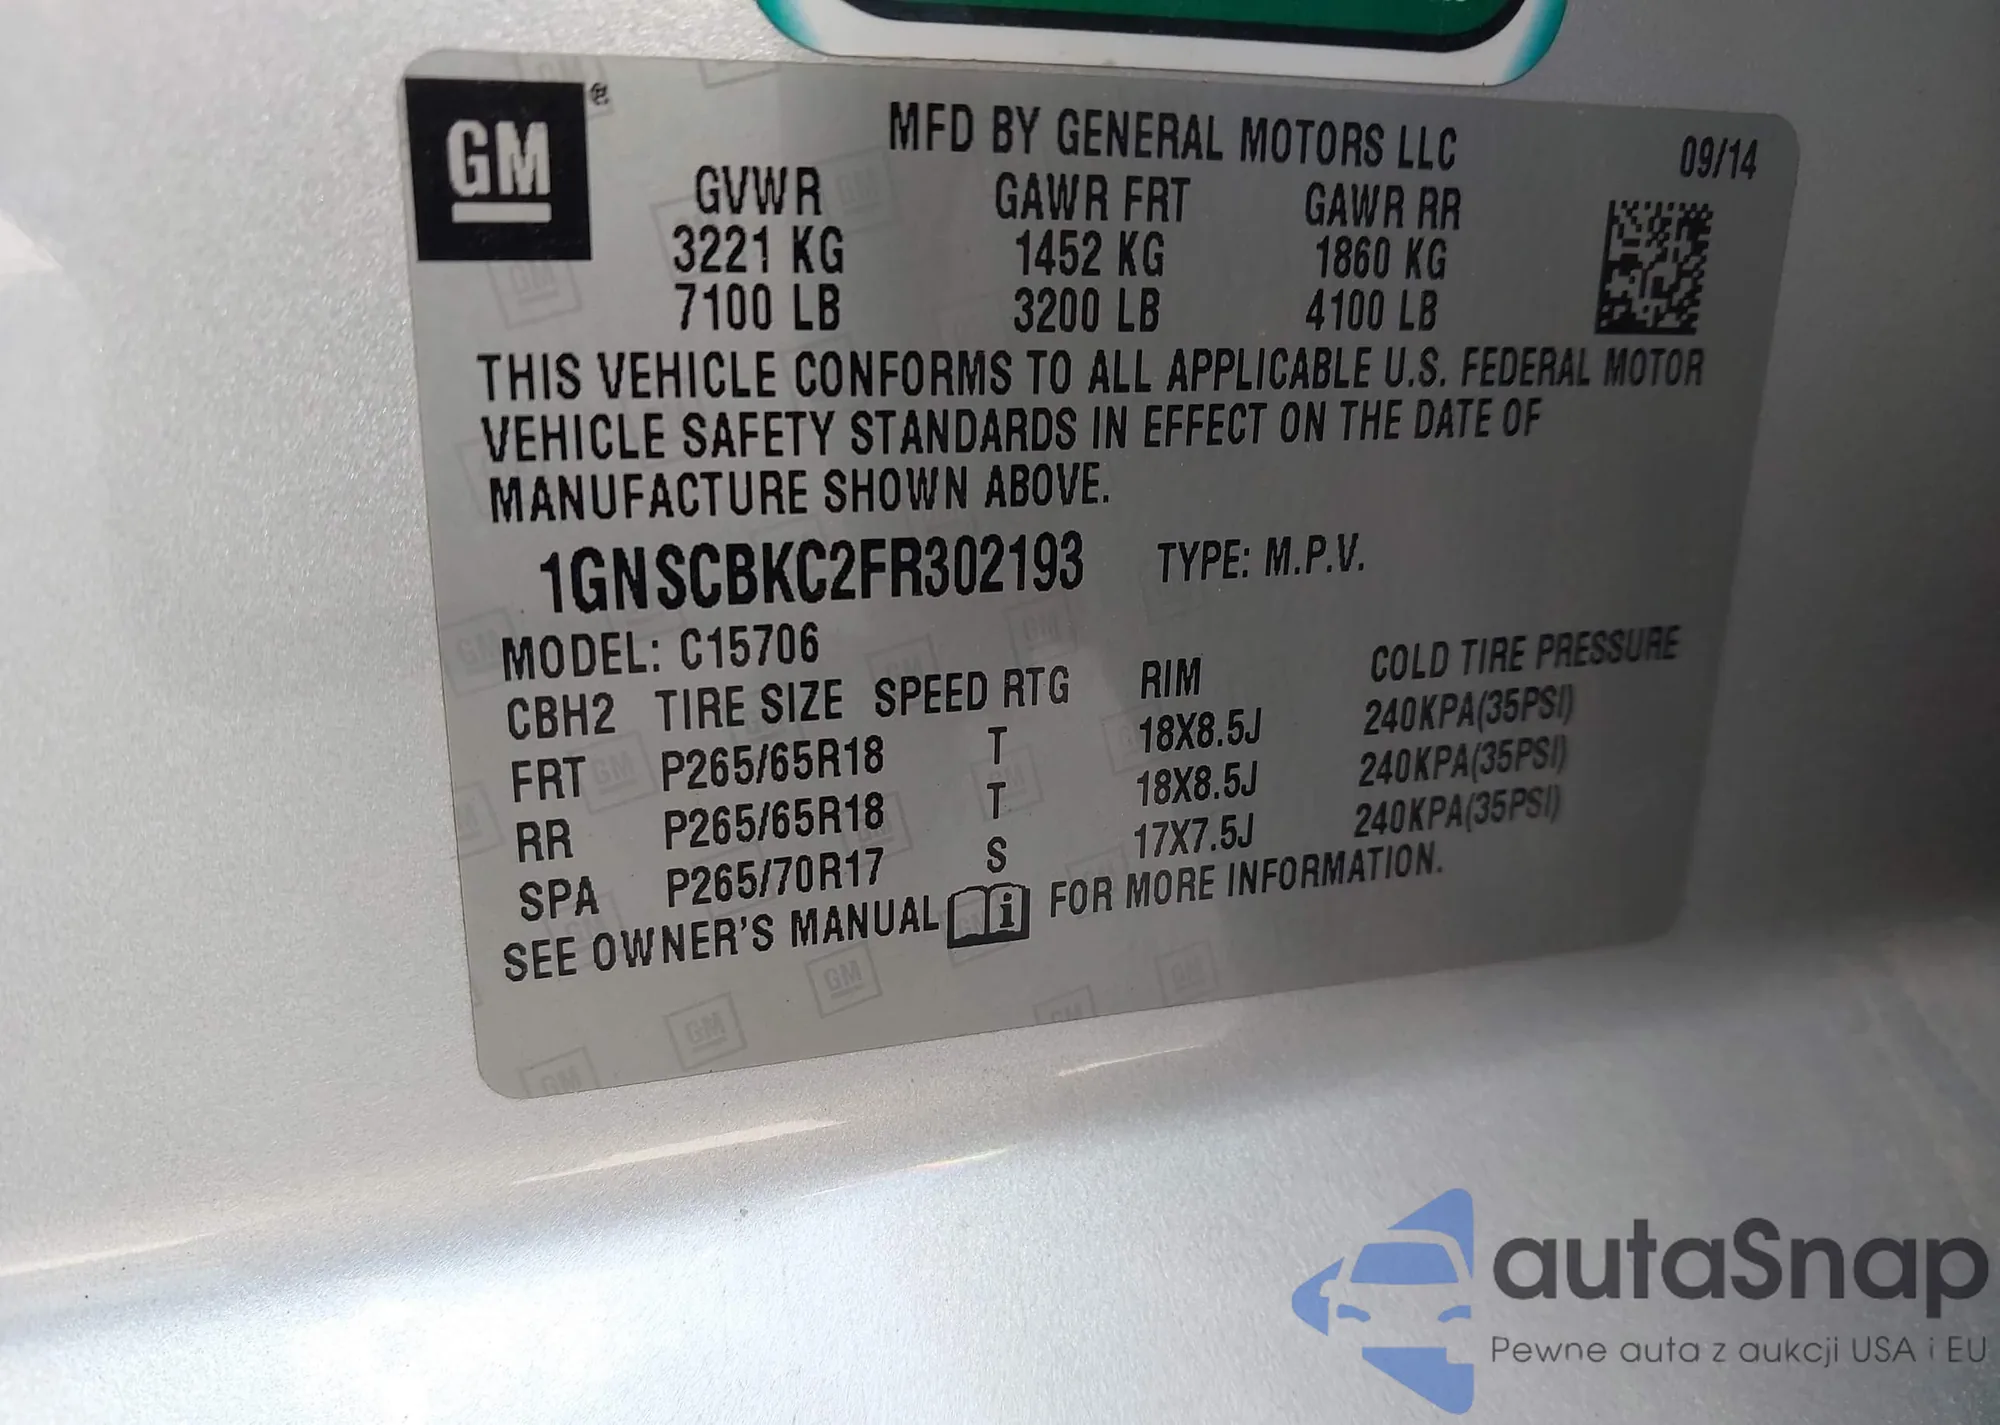 GM
MFD BY GENERAL MOTORS LLC
09/14
GVWR GAWR FRT GAWR RR
3221 KG 1452 KG 1860 KG
7100 LB 3200 LB 4100 LB
THIS VEHICLE CONFORMS TO ALL APPLICABLE U.S. FEDERAL MOTOR
VEHICLE SAFETY STANDARDS IN EFFECT ON THE DATE OF
MANUFACTURE SHOWN ABOVE.
1GNSCBKC2FR302193 TYPE: M.P.V.
MODEL: C15706
CBH2 TIRE SIZE SPEED RTG RIM COLD TIRE PRESSURE
FRT P265/65R18 T 18X8.5J 240KPA(35PSI)
RR P265/65R18 T 18X8.5J 240KPA(35PSI)
SPA P265/70R17 S 17X7.5J 240KPA(35PSI)
SEE OWNER'S MANUAL i FOR MORE INFORMATION.
autaSnap
Pewne auta z aukcji USA i EU